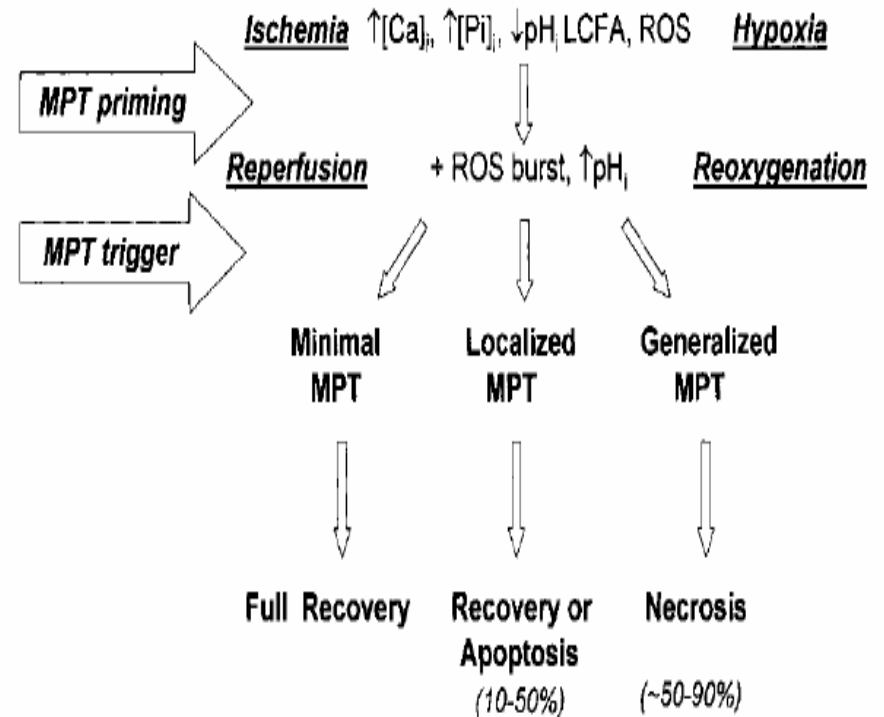 Ischemia ↑[Ca]i, ↑[Pi]i, ↓pHi LCFA, ROS Hypoxia
MPT priming
Reperfusion + ROS burst, ↑pHi Reoxygenation
MPT trigger
Minimal Localized Generalized
MPT MPT MPT
Full Recovery Recovery or Necrosis
Apoptosis
(10-50%) (~50-90%)